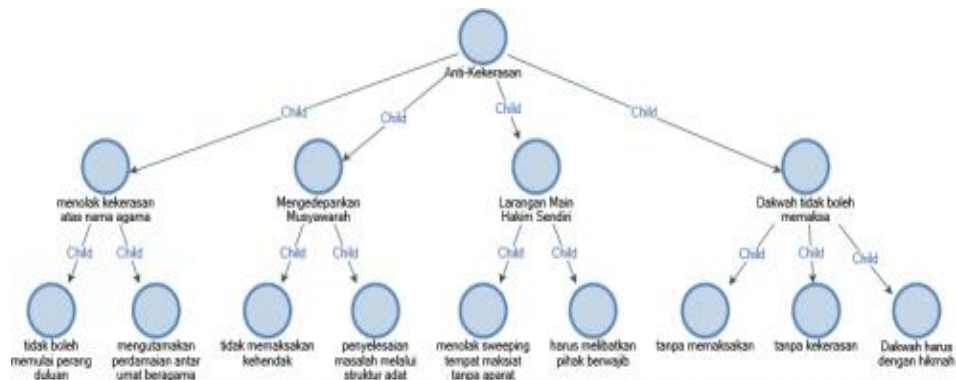 Anti-Kekerasan
Child
Child
Child
Child
menolak kekerasan
atas nama agama
Mengedepankan
Musyawarah
Larangan Main
Hakim Sendiri
Dakwah tidak boleh
memaksa
Child
Child
Child
Child
Child
Child
Child
Child
Child
tidak boleh
memulai perang
duluan
mengutamakan
perdamaian antar
umat beragama
tidak memaksakan
kehendak
penyelesaian
masalah melalui
struktur adat
menolak sweeping
tempat maksiat
tanpa aparat
harus melibatkan
pihak berwajib
tanpa memaksakan
tanpa kekerasan
Dakwah harus
dengan hikmah